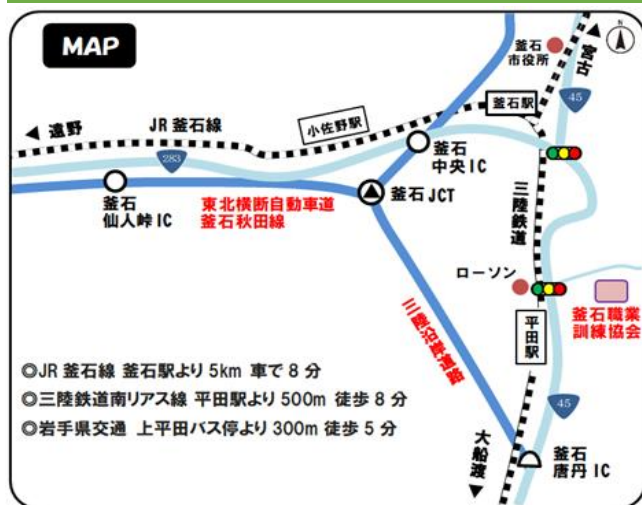 MAP
N
釜石
市役所
宮古
釜石駅
45
小佐野駅
JR 釜石線
遠野
283
釜石
中央IC
釜石
仙人峠IC
東北横断自動車道
釜石秋田線
釜石 JCT
三陸鉄道
ローソン
平田駅
釜石職業
訓練協会
三陸沿岸道路
◎JR 釜石線 釜石駅より 5km 車で 8 分
◎三陸鉄道南リアス線 平田駅より 500m 徒歩 8 分
◎岩手県交通 上平田バス停より 300m 徒歩 5 分
45
大船渡
釜石
唐丹 IC